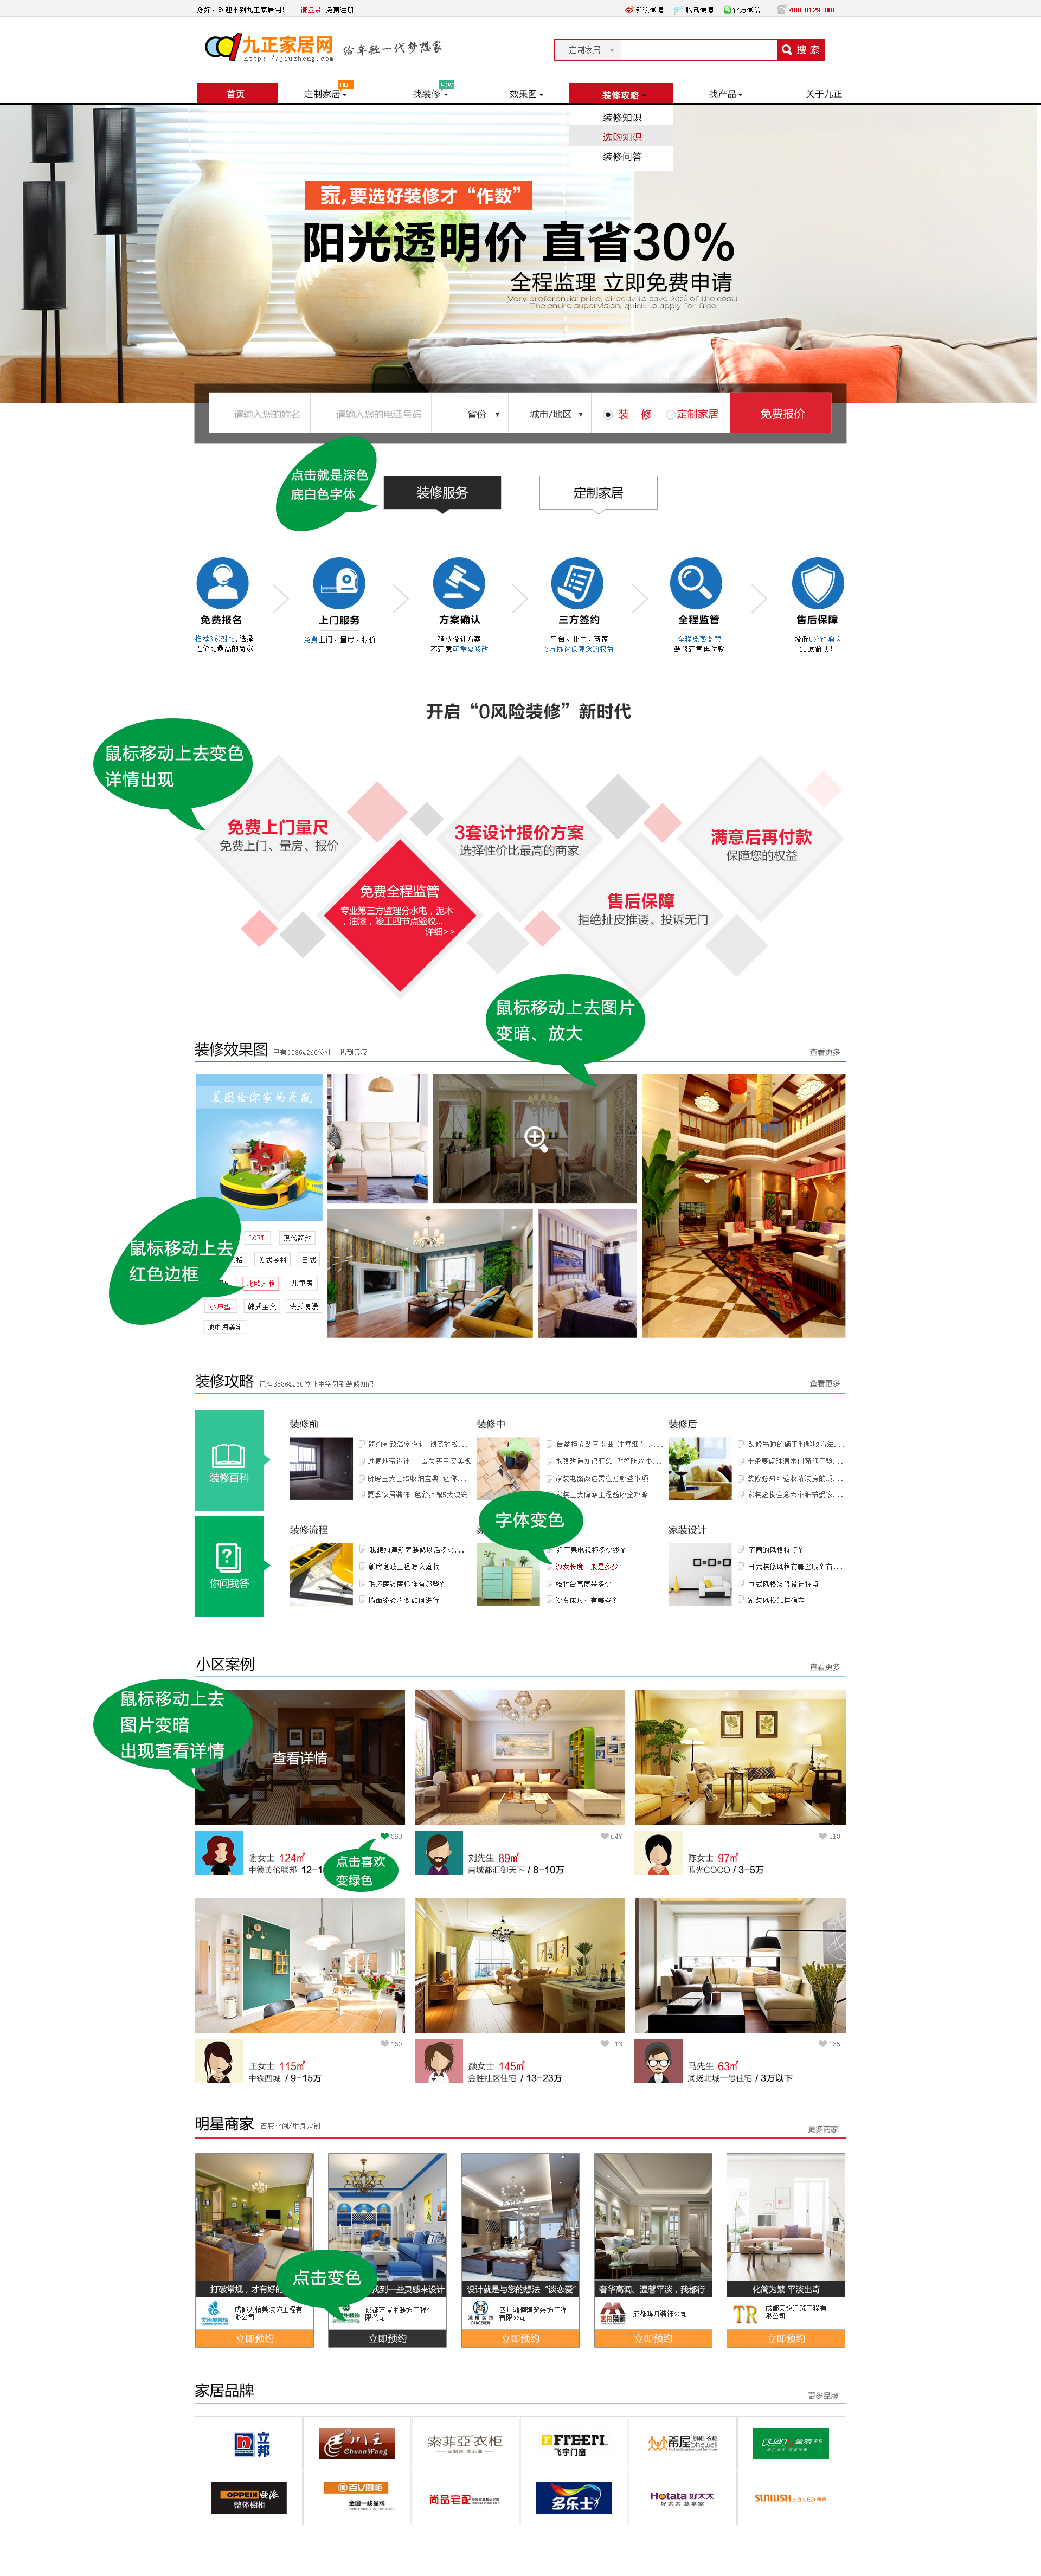 您好，欢迎来到九正家居网！ 请登录 免费注册
新浪微博 腾讯微博 官方微信 400-0129-001
九正家居网
http://jiuzheng.com/
给年轻一代梦想家
定制家居 搜索
HOT NEW
首页 定制家居 找装修 效果图 装修攻略 找产品 关于九正
装修知识
选购知识
装修问答
家,要选好装修才“作数”
阳光透明价 直省30%
全程监理 立即免费申请
Very preferential price, directly to save 20% of the cost!
The entire supervision, quick to apply for free
请输入您的姓名 请输入您的电话号码 省份 城市/地区 装 修 定制家居 免费报价
点击就是深色
底白色字体
装修服务 定制家居
免费报名 上门服务 方案确认 三方签约 全程监管 售后保障
推荐3家对比,选择
性价比最高的商家
免费上门、量房、报价
确认设计方案
不满意可重复修改
平台、业主、商家
3方协议保障您的权益
全程免费监管
装修满意再付款
投诉5分钟响应
100%解决！
开启“0风险装修”新时代
鼠标移动上去变色
详情出现
免费上门量尺
免费上门、量房、报价
3套设计报价方案
选择性价比最高的商家
满意后再付款
保障您的权益
免费全程监管
专业第三方监理分水电，泥木
，油漆，竣工四节点验收...
详细>>
售后保障
拒绝扯皮推诿、投诉无门
鼠标移动上去图片
变暗、放大
装修效果图 已有35864260位业主找到灵感 查看更多
美图给你家的灵感
鼠标移动上去
红色边框
LOFT 现代简约
风格 美式乡村 日式
北欧风格 儿童房
小户型 韩式主义 法式浪漫
地中海美宅
装修攻略 已有35864260位业主学习到装修知识 查看更多
装修百科
你问我答
装修前
简约别致浴室设计 彻底放松...
过道地带设计 让玄关实用又美观
厨房三大区域收纳宝典 让你...
夏季家居装饰 色彩搭配5大诀窍
装修中
台盆柜安装三步曲 注意细节步...
水路改造知识汇总 做好防水很...
家装电路改造需注意哪些事项
家装三大隐蔽工程验收全攻略
装修后
装修吊顶的施工和验收方法...
十条要点理清木门窗施工验...
装修必知：验收精装房的质...
家装验收注意六个细节爱家...
字体变色
装修流程
我想知道新房装修以后多久...
新房隐蔽工程怎么验收
毛坯房验房标准有哪些？
墙面漆验收要如何进行
红苹果电视柜多少钱？
沙发长度一般是多少
梳妆台高度是多少
沙发床尺寸有哪些？
家装设计
不同的风格特点？
日式装修风格有哪些呢？有...
中式风格装修设计特点
家装风格怎样确定
小区案例 查看更多
鼠标移动上去
图片变暗
出现查看详情
查看详情
369 647 513
谢女士 124㎡
中德英伦联邦 12-1
点击喜欢
变绿色
刘先生 89㎡
南城都汇御天下 / 8-10万
陈女士 97㎡
蓝光COCO / 3-5万
150 216 135
王女士 115㎡
中铁西城 / 9-15万
颜女士 145㎡
金胜社区住宅 / 13-23万
马先生 63㎡
润扬北城一号住宅 / 3万以下
明星商家 百变空间/量身定制 更多商家
点击变色
打破常规，才有好的
找到一些灵感来设计
设计就是与您的想法“谈恋爱”
奢华高调、温馨平淡，我都行
化简为繁 平淡出奇
成都天怡美装饰工程有
限公司
成都万屋生装饰工程有
限公司
四川鼎樽建筑装饰工程
有限公司
成都玛舟装饰公司
成都天锐建筑工程有
限公司
TR
立即预约 立即预约 立即预约 立即预约 立即预约
家居品牌 更多品牌
立邦
川王
ChuanWang
索菲亞衣柜
飞宇门窗
希屋 橱柜·衣柜
Shewell
OPPEIN 欧派
整体橱柜
百V橱柜
全国一线品牌
尚品宅配
多乐士
Hotata 好太太
好太太 慧享家